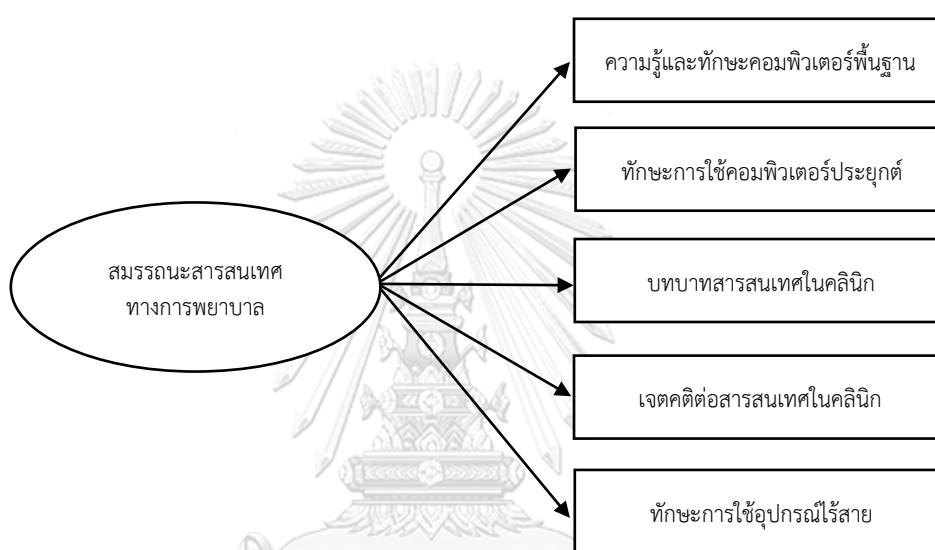 ความรู้และทักษะคอมพิวเตอร์พื้นฐาน
ทักษะการใช้คอมพิวเตอร์ประยุกต์
สมรรถนะสารสนเทศ
ทางการพยาบาล
บทบาทสารสนเทศในคลินิก
เจตคติต่อสารสนเทศในคลินิก
ทักษะการใช้อุปกรณ์ไร้สาย